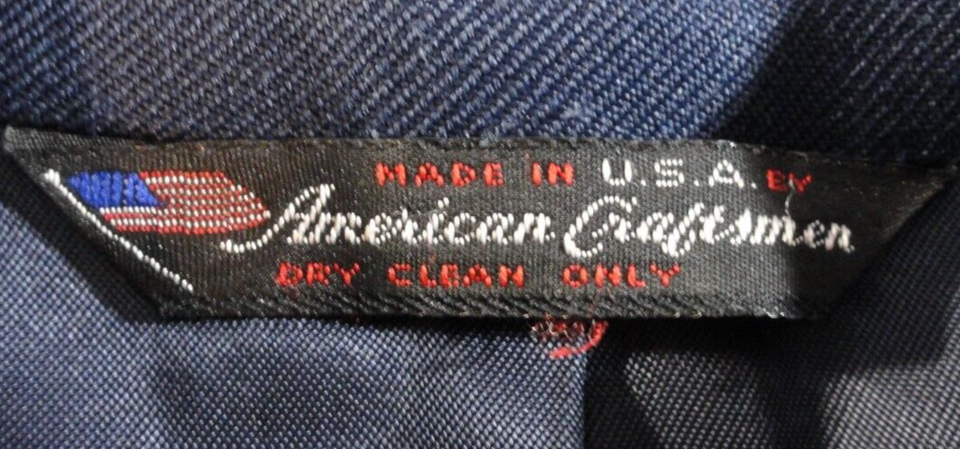 MADE IN U.S.A. BY
American Craftsmen
DRY CLEAN ONLY